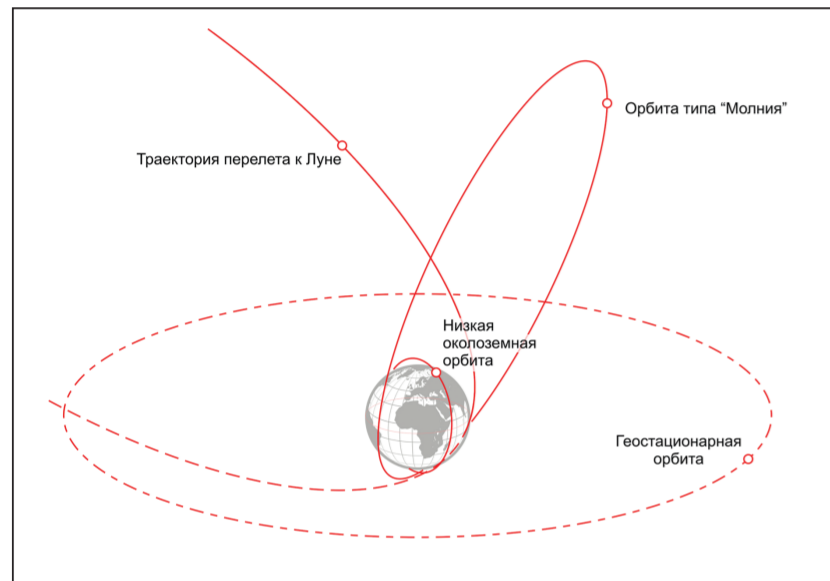 Орбита типа “Молния”
Траектория перелета к Луне
Низкая
околоземная
орбита
Геостационарная
орбита